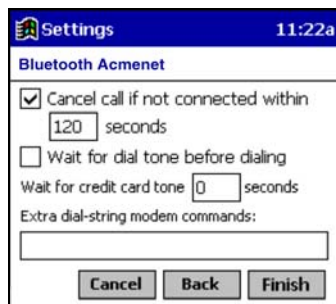 Settings 11:22a
Bluetooth Acmenet
Cancel call if not connected within
120 seconds
Wait for dial tone before dialing
Wait for credit card tone 0 seconds
Extra dial-string modem commands:
Cancel Back Finish